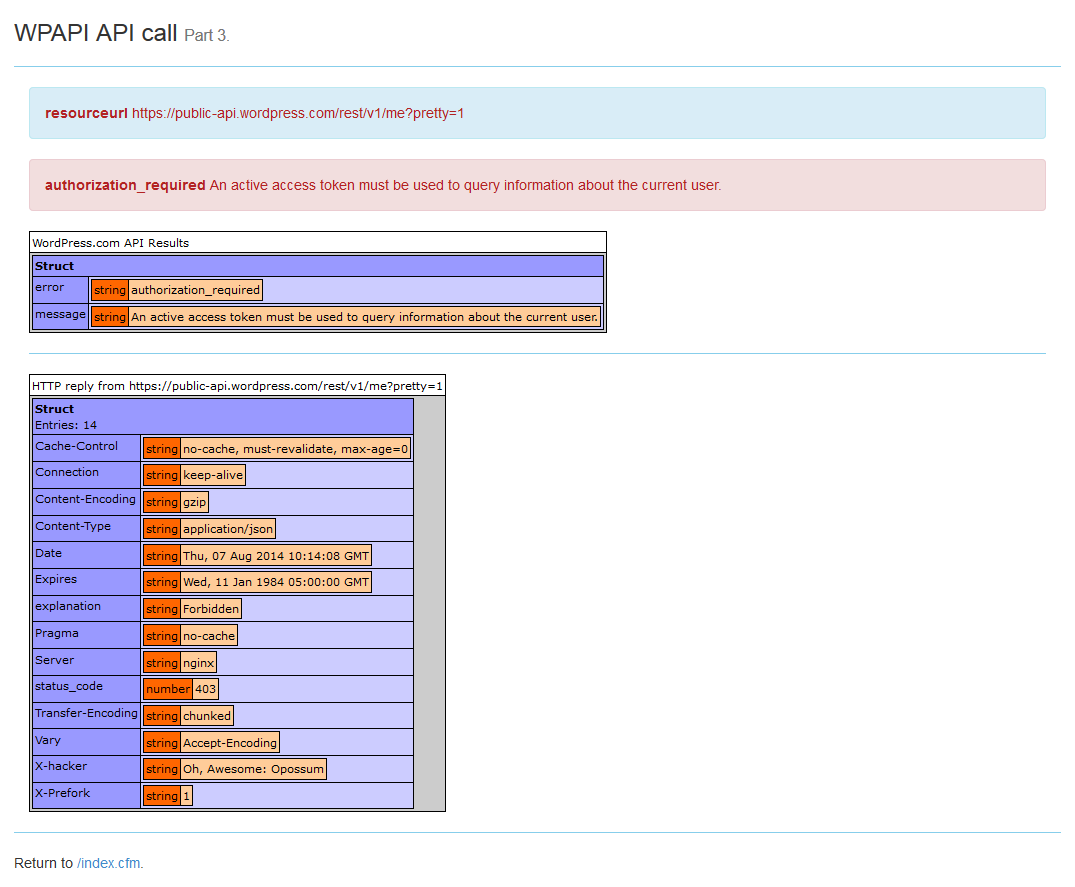 WPAPI API call Part 3.
resourceurl https://public-api.wordpress.com/rest/v1/me?pretty=1
authorization_required An active access token must be used to query information about the current user.
WordPress.com API Results
Struct
error string authorization_required
message string An active access token must be used to query information about the current user.
HTTP reply from https://public-api.wordpress.com/rest/v1/me?pretty=1
Struct
Entries: 14
Cache-Control string no-cache, must-revalidate, max-age=0
Connection string keep-alive
Content-Encoding string gzip
Content-Type string application/json
Date string Thu, 07 Aug 2014 10:14:08 GMT
Expires string Wed, 11 Jan 1984 05:00:00 GMT
explanation string Forbidden
Pragma string no-cache
Server string nginx
status_code number 403
Transfer-Encoding string chunked
Vary string Accept-Encoding
X-hacker string Oh, Awesome: Opossum
X-Prefork string 1
Return to /index.cfm.